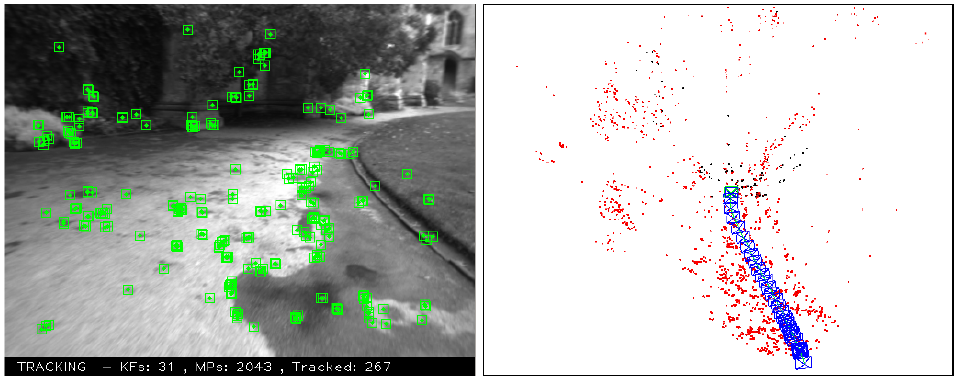 TRACKING – KFs: 31 , MPs: 2043 , Tracked: 267